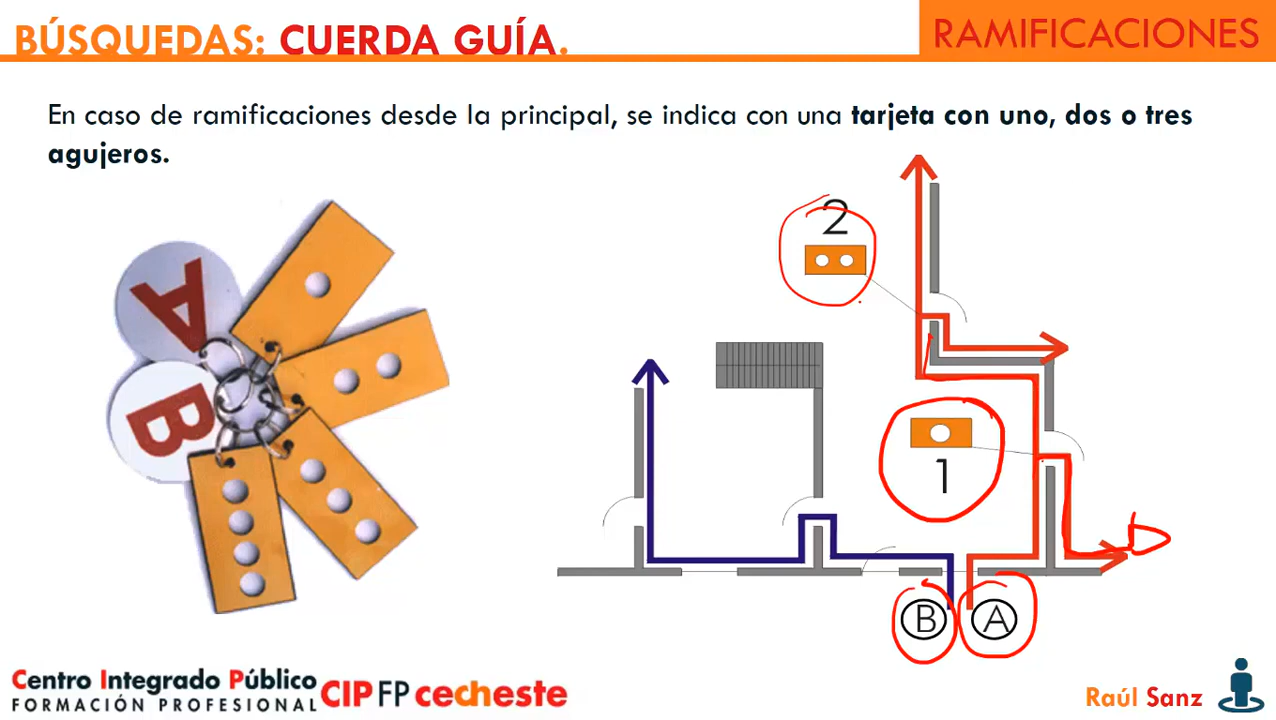 BÚSQUEDAS: CUERDA GUÍA.
RAMIFICACIONES
En caso de ramificaciones desde la principal, se indica con una tarjeta con uno, dos o tres
agujeros.
A
B
2
1
B
A
Centro Integrado Público
FORMACIÓN PROFESIONAL
CIP FP cecheste
Raúl Sanz